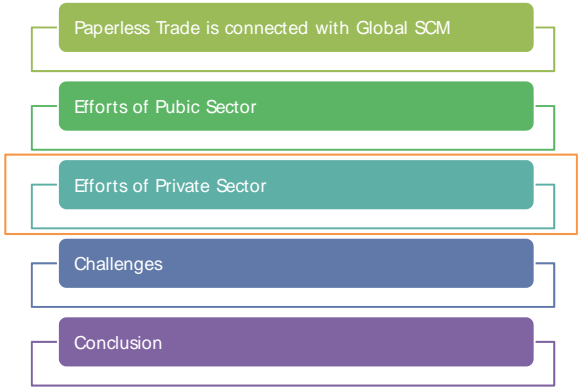 Paperless Trade is connected with Global SCM
Efforts of Pubic Sector
Efforts of Private Sector
Challenges
Conclusion